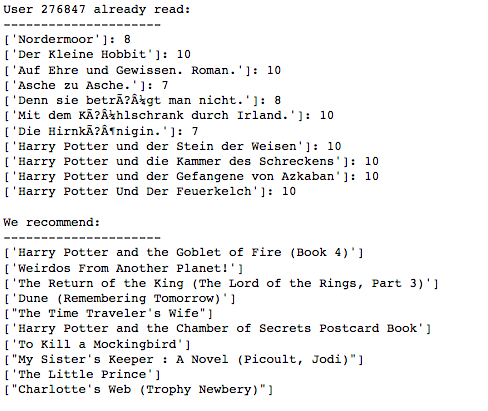 User 276847 already read:
---------------------
['Nordermoor']: 8
['Der Kleine Hobbit']: 10
['Auf Ehre und Gewissen. Roman.']: 10
['Asche zu Asche.']: 7
['Denn sie betrÃ?Â¼gt man nicht.']: 8
['Mit dem KÃ?Â¼hlschrank durch Irland.']: 10
['Die HirnkÃ?Â¶nigin.']: 7
['Harry Potter und der Stein der Weisen']: 10
['Harry Potter und die Kammer des Schreckens']: 10
['Harry Potter und der Gefangene von Azkaban']: 10
['Harry Potter Und Der Feuerkelch']: 10
We recommend:
---------------------
['Harry Potter and the Goblet of Fire (Book 4)']
['Weirdos From Another Planet!']
['The Return of the King (The Lord of the Rings, Part 3)']
['Dune (Remembering Tomorrow)']
["The Time Traveler's Wife"]
['Harry Potter and the Chamber of Secrets Postcard Book']
['To Kill a Mockingbird']
["My Sister's Keeper : A Novel (Picoult, Jodi)"]
['The Little Prince']
["Charlotte's Web (Trophy Newbery)"]